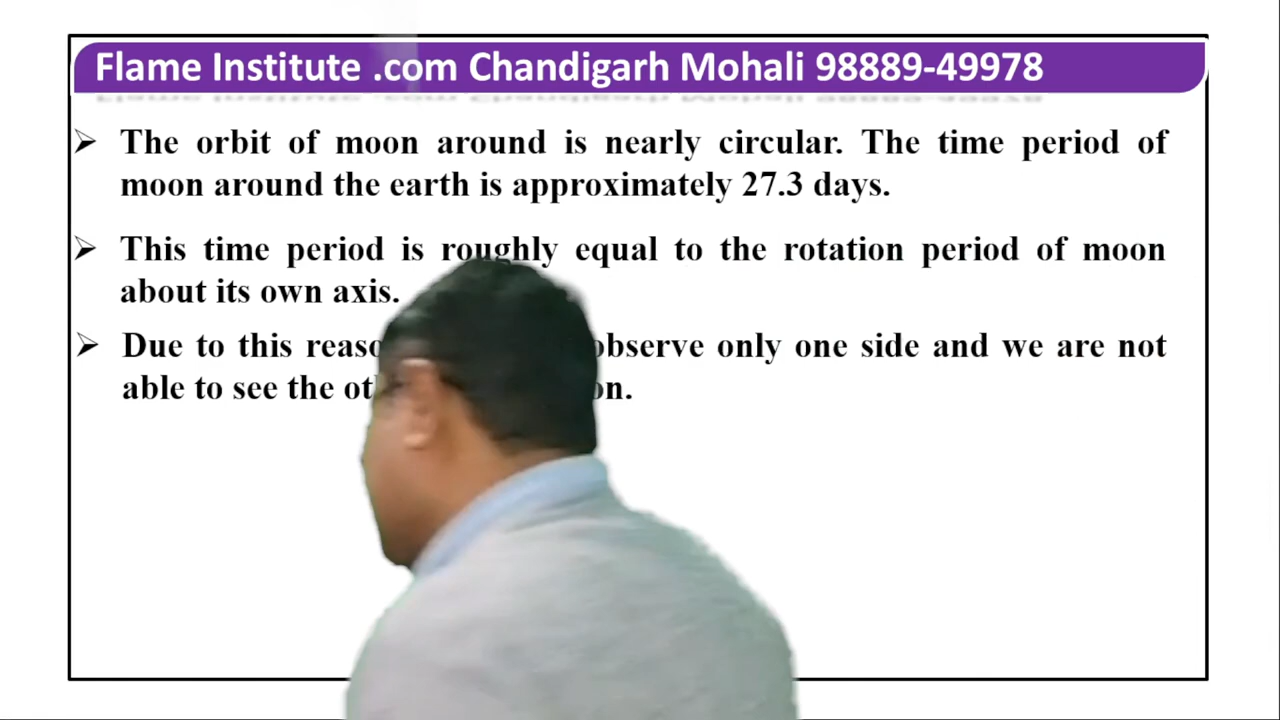 Flame Institute .com Chandigarh Mohali 98889-49978
The orbit of moon around is nearly circular. The time period of
moon around the earth is approximately 27.3 days.
This time period is roughly equal to the rotation period of moon
about its own axis.
Due to this observe only one side and we are not
able to see the